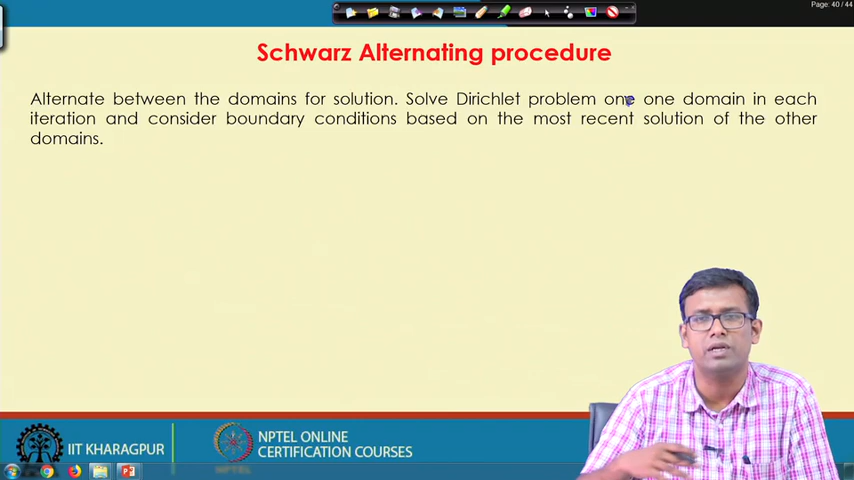 Page: 40 / 44
Schwarz Alternating procedure
Alternate between the domains for solution. Solve Dirichlet problem one one domain in each
iteration and consider boundary conditions based on the most recent solution of the other
domains.
IIT KHARAGPUR
NPTEL ONLINE
CERTIFICATION COURSES
NPTEL